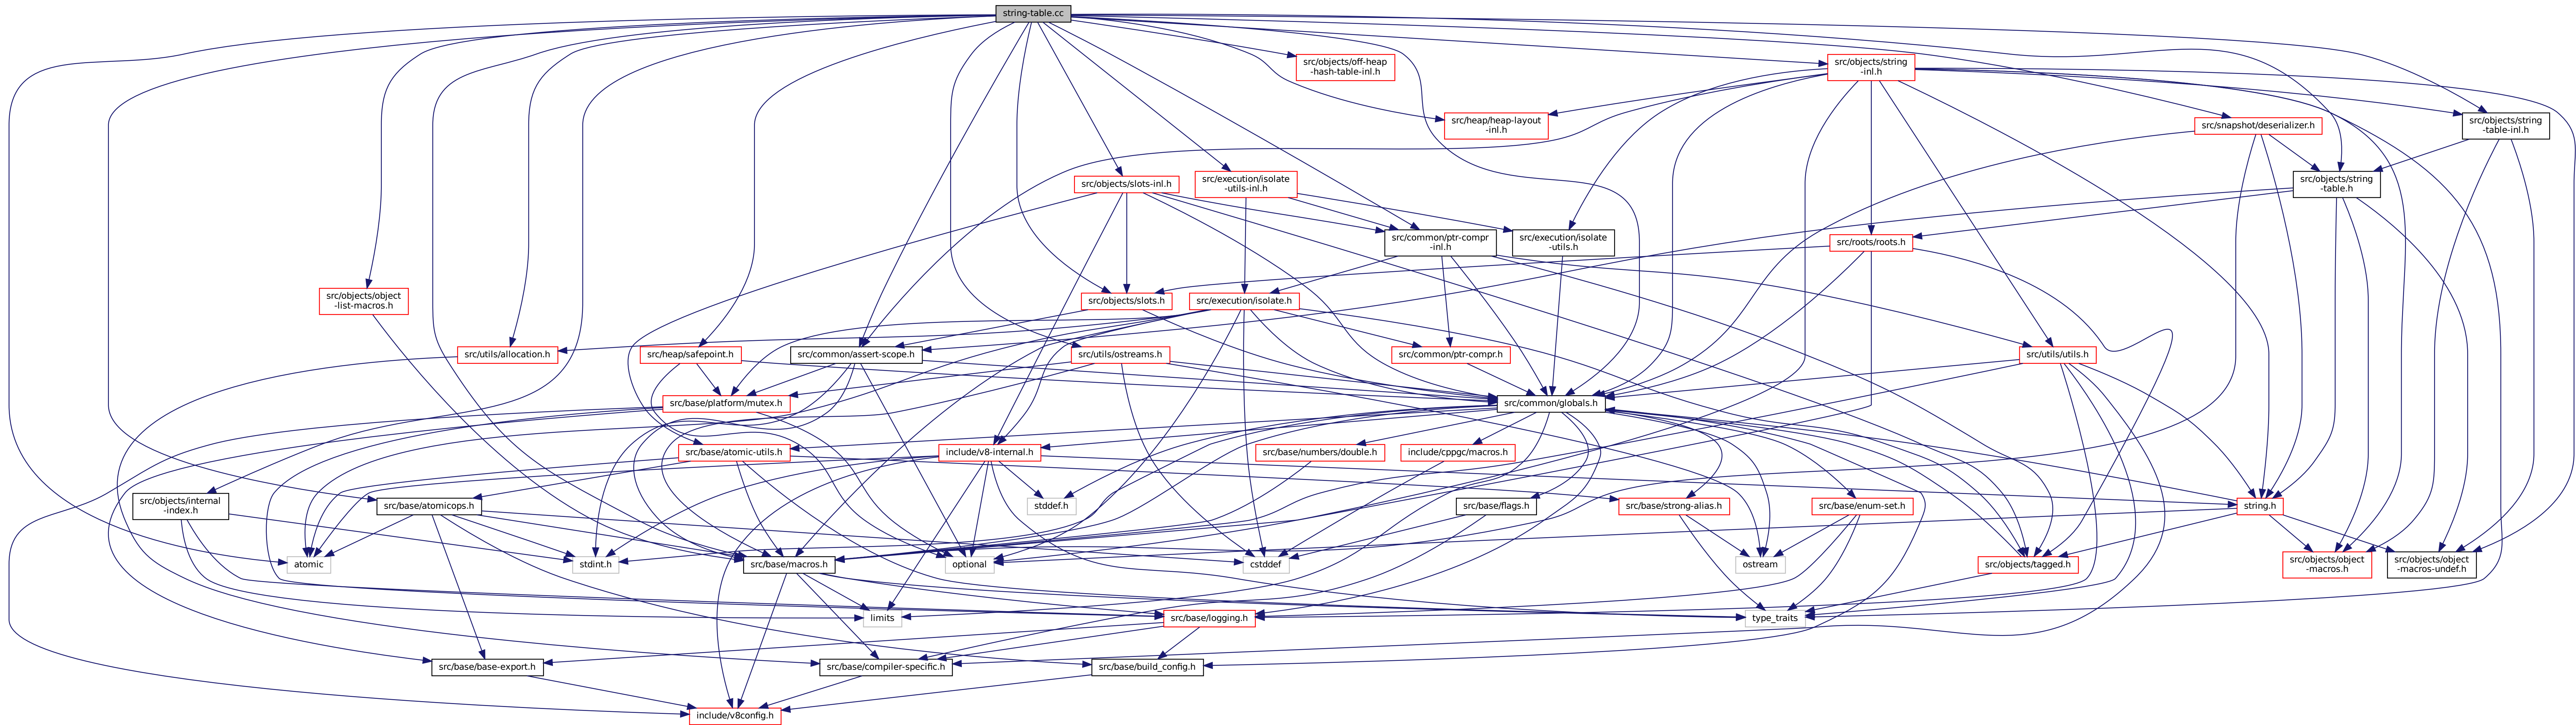 string-table.cc
src/objects/off-heap
-hash-table-inl.h
src/objects/string
-inl.h
src/heap/heap-layout
-inl.h
src/snapshot/deserializer.h
src/objects/string
-table-inl.h
src/objects/slots-inl.h
src/execution/isolate
-utils-inl.h
src/objects/string
-table.h
src/common/ptr-compr
-inl.h
src/execution/isolate
-utils.h
src/roots/roots.h
src/objects/object
-list-macros.h
src/objects/slots.h
src/execution/isolate.h
src/utils/allocation.h
src/heap/safepoint.h
src/common/assert-scope.h
src/utils/ostreams.h
src/common/ptr-compr.h
src/utils/utils.h
src/base/platform/mutex.h
src/common/globals.h
src/base/atomic-utils.h
include/v8-internal.h
src/base/numbers/double.h
include/cppgc/macros.h
src/objects/internal
-index.h
src/base/atomicops.h
stddef.h
src/base/flags.h
src/base/strong-alias.h
src/base/enum-set.h
string.h
atomic
stdint.h
src/base/macros.h
optional
cstddef
ostream
src/objects/tagged.h
src/objects/object
-macros.h
src/objects/object
-macros-undef.h
limits
src/base/logging.h
type_traits
src/base/base-export.h
src/base/compiler-specific.h
src/base/build_config.h
include/v8config.h